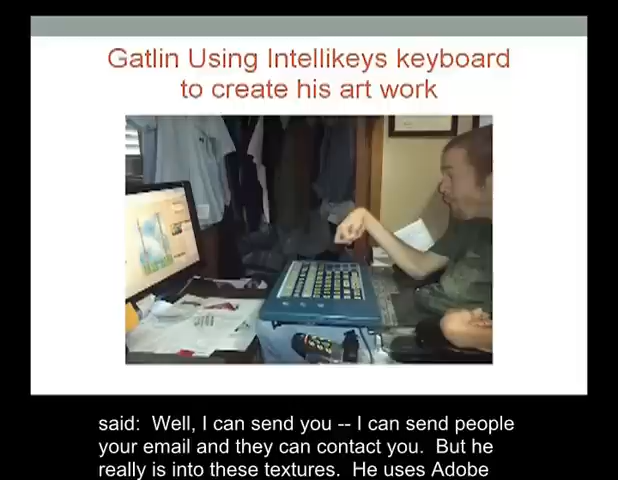 Gatlin Using Intellikeys keyboard
to create his art work
said:  Well, I can send you -- I can send people
your email and they can contact you.  But he
really is into these textures.  He uses Adobe